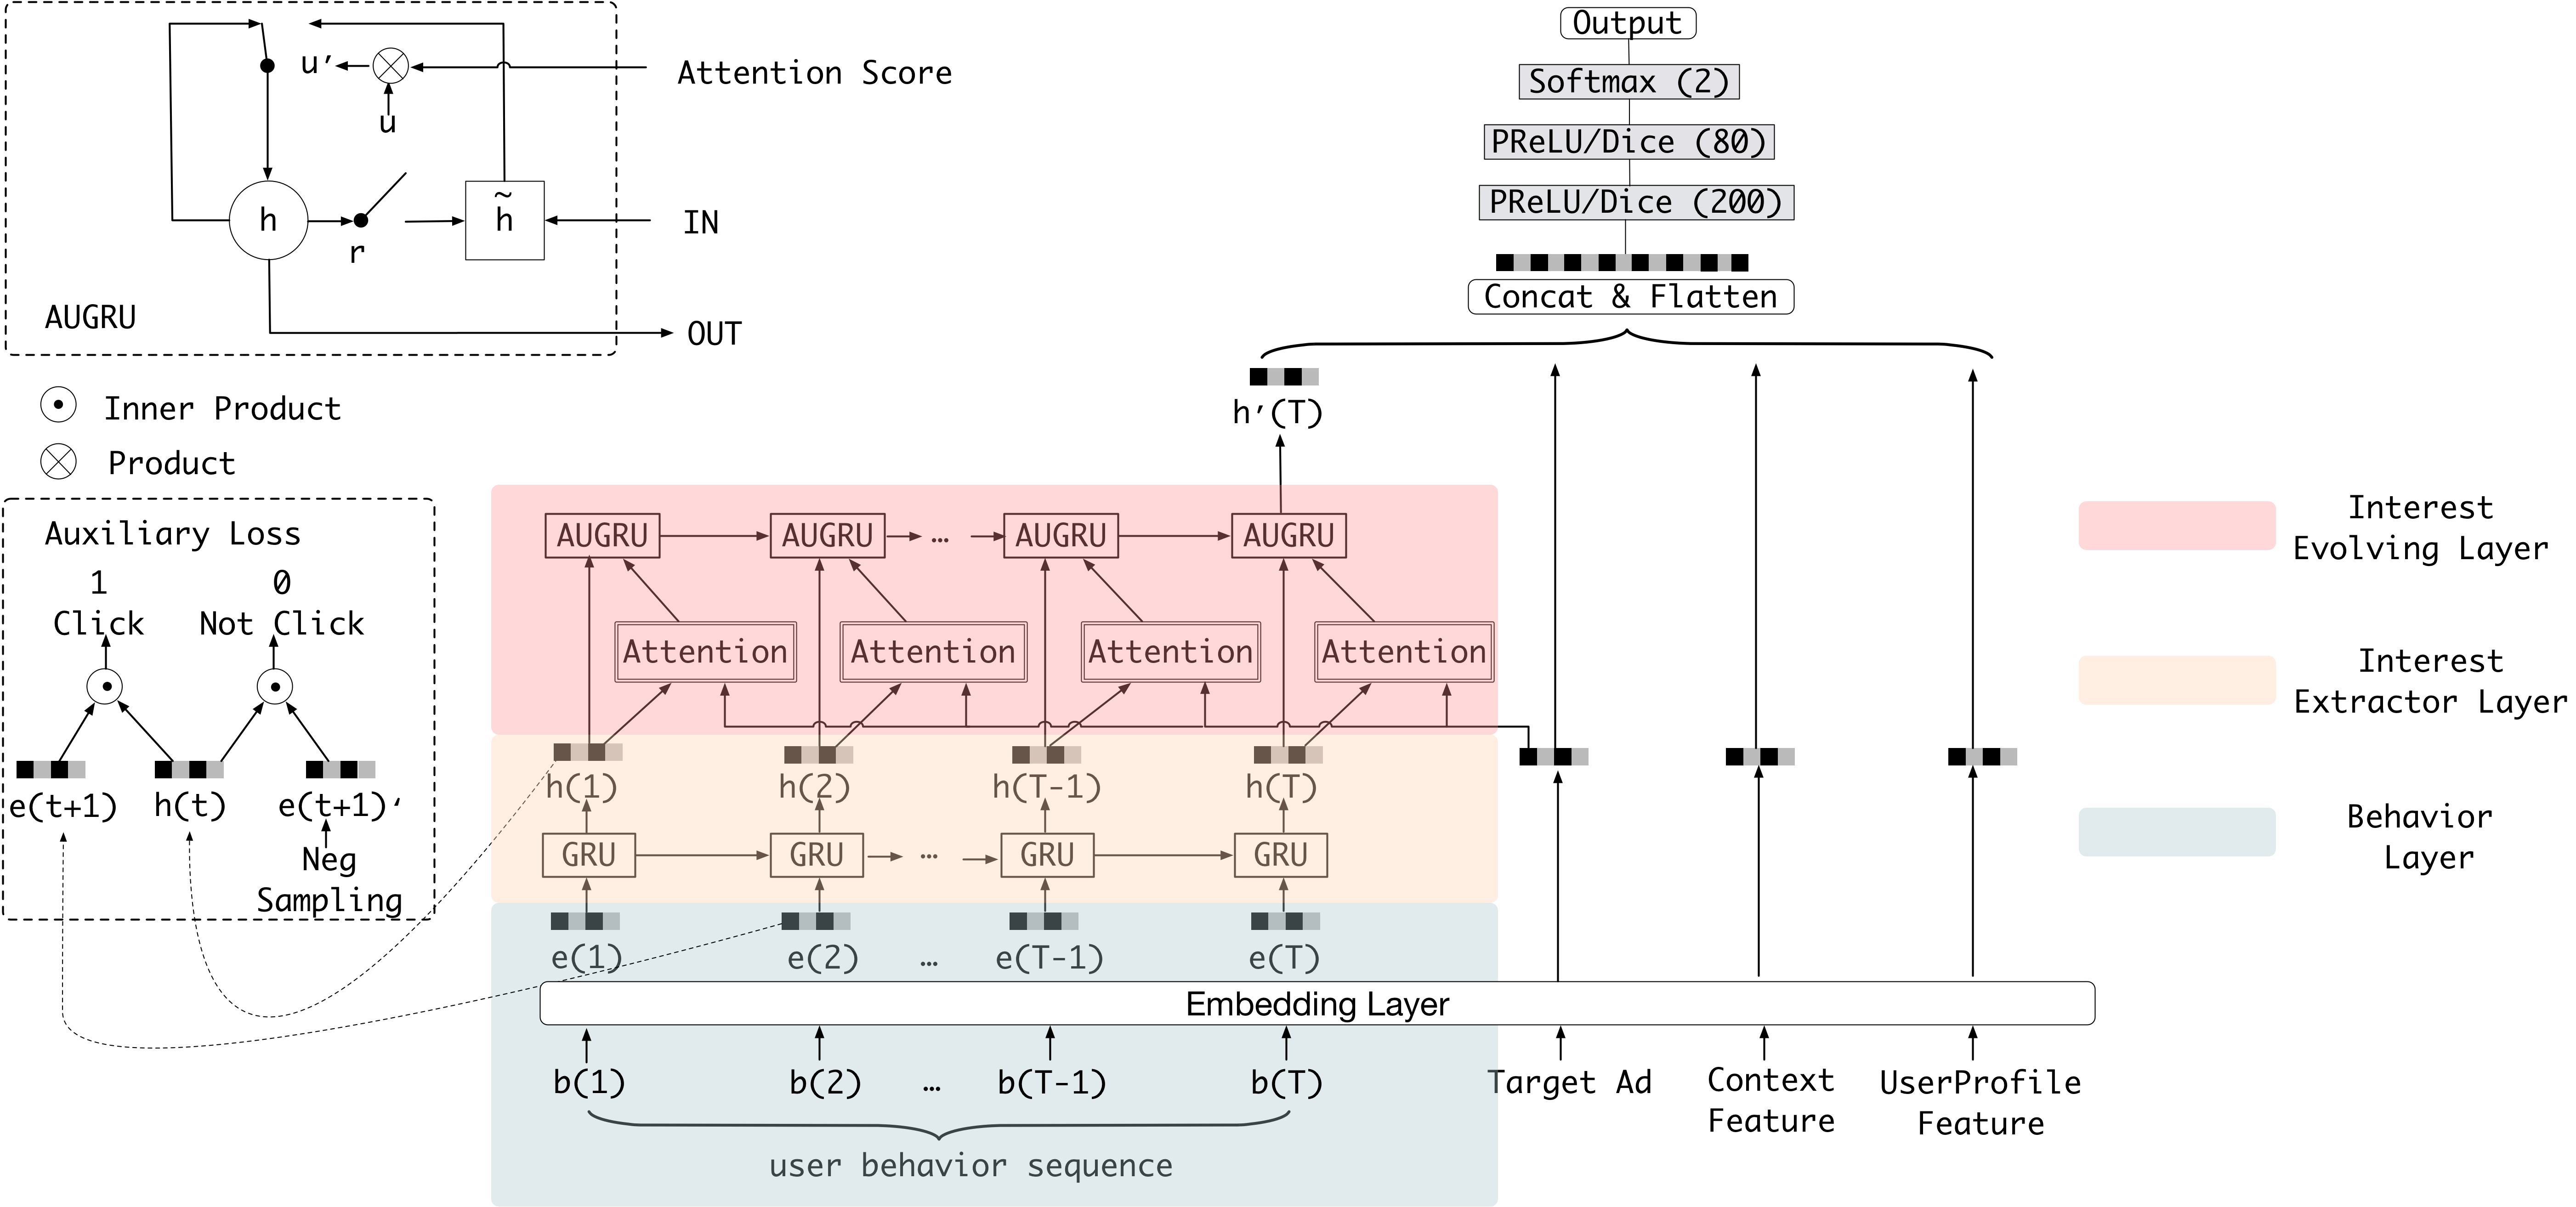 u′
u
Attention Score
h
r
h̃
IN
AUGRU
OUT
Inner Product
Product
Auxiliary Loss
1
0
Click
Not Click
e(t+1)
h(t)
e(t+1)′
Neg
Sampling
Output
Softmax (2)
PReLU/Dice (80)
PReLU/Dice (200)
Concat & Flatten
h′(T)
AUGRU AUGRU … AUGRU AUGRU
Attention Attention Attention Attention
h(1) h(2) h(T-1) h(T)
GRU GRU … GRU GRU
e(1) e(2) … e(T-1) e(T)
Embedding Layer
b(1) b(2) … b(T-1) b(T)
user behavior sequence
Target Ad
Context
Feature
UserProfile
Feature
Interest
Evolving Layer
Interest
Extractor Layer
Behavior
Layer